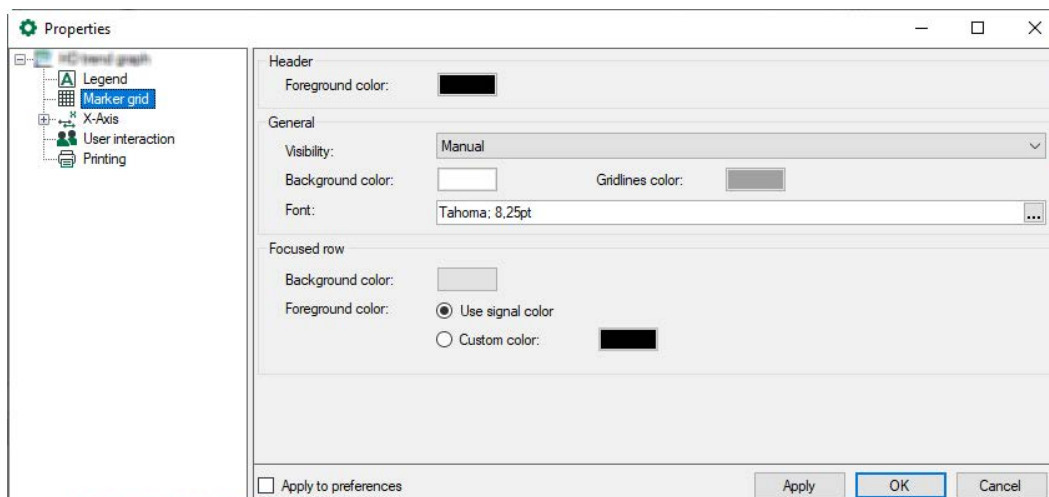 Properties
trend graph
Legend
Marker grid
X-Axis
User interaction
Printing
Header
Foreground color:
General
Visibility: Manual
Background color: Gridlines color:
Font: Tahoma; 8,25pt ...
Focused row
Background color:
Foreground color: Use signal color
Custom color:
Apply to preferences Apply OK Cancel